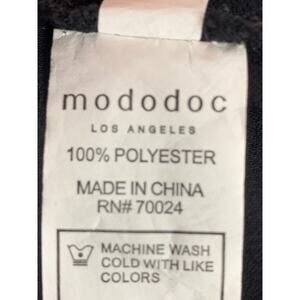 mododoc
LOS ANGELES
100% POLYESTER
MADE IN CHINA
RN# 70024
MACHINE WASH
COLD WITH LIKE
COLORS